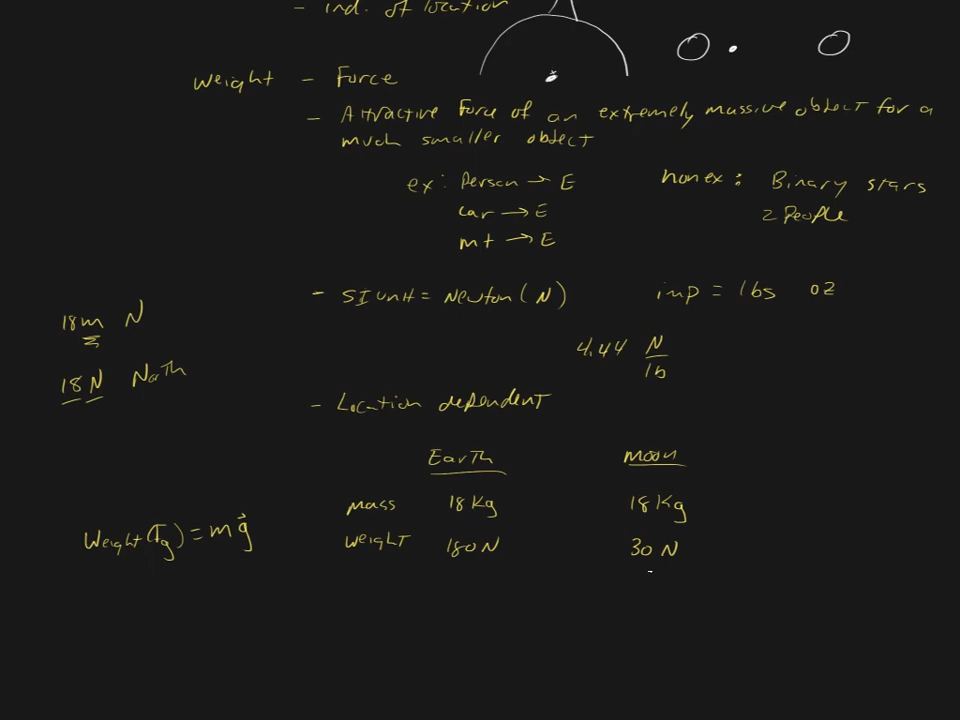 - ind. of location
Weight - Force
- Attractive Force of an extremely massive object for a
much smaller object
ex: Person → E
car → E
mt → E
nonex: Binary stars
2 People
- SI unit = Newton (N)
imp = lbs oz
18m N
18N North
4.44 N/lb
- Location dependent
Earth Moon
mass 18 Kg 18 Kg
Weight 180 N 30 N
Weight (Fg) = mg⃗